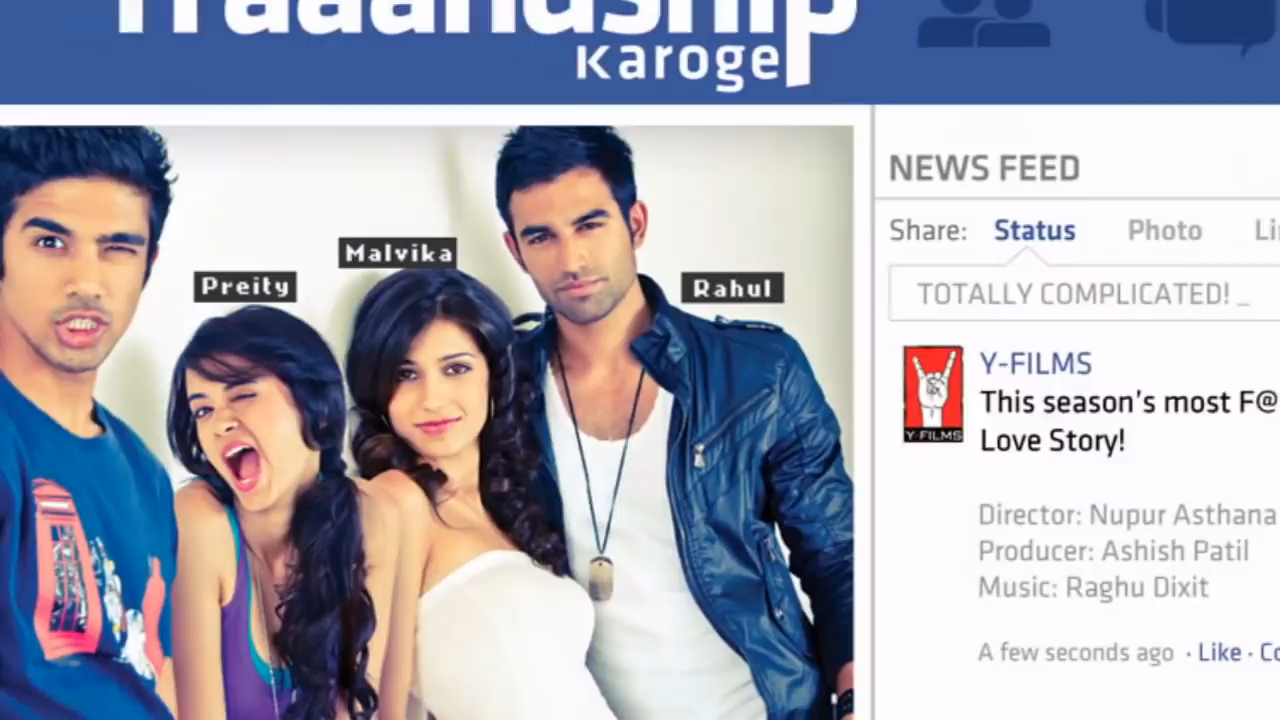 Karoge
Malvika
Preity
Rahul
NEWS FEED
Share: Status Photo
TOTALLY COMPLICATED! _
Y-FILMS
This season's most F@
Love Story!
Y-FILMS
Director: Nupur Asthana
Producer: Ashish Patil
Music: Raghu Dixit
A few seconds ago · Like ·